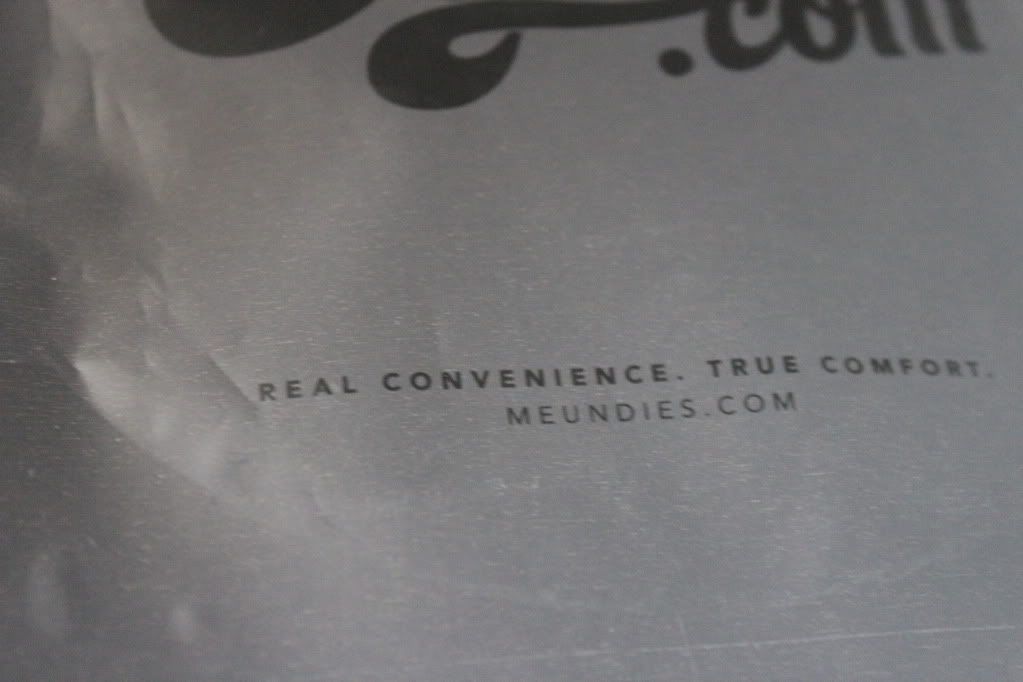 .com
REAL CONVENIENCE. TRUE COMFORT.
MEUNDIES.COM